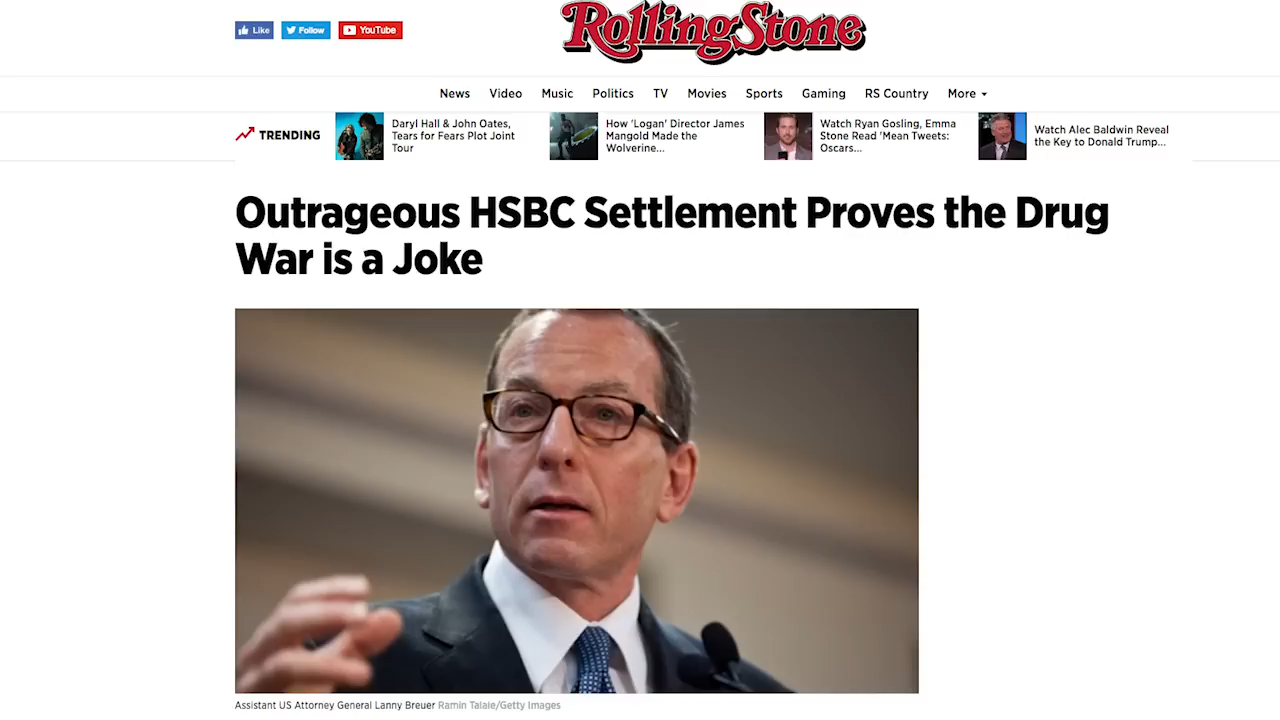 Like Follow YouTube
RollingStone
News Video Music Politics TV Movies Sports Gaming RS Country More
TRENDING
Daryl Hall & John Oates,
Tears for Fears Plot Joint
Tour
How 'Logan' Director James
Mangold Made the
Wolverine...
Watch Ryan Gosling, Emma
Stone Read 'Mean Tweets:
Oscars...
Watch Alec Baldwin Reveal
the Key to Donald Trump...
Outrageous HSBC Settlement Proves the Drug
War is a Joke
Assistant US Attorney General Lanny Breuer Ramin Talaie/Getty Images